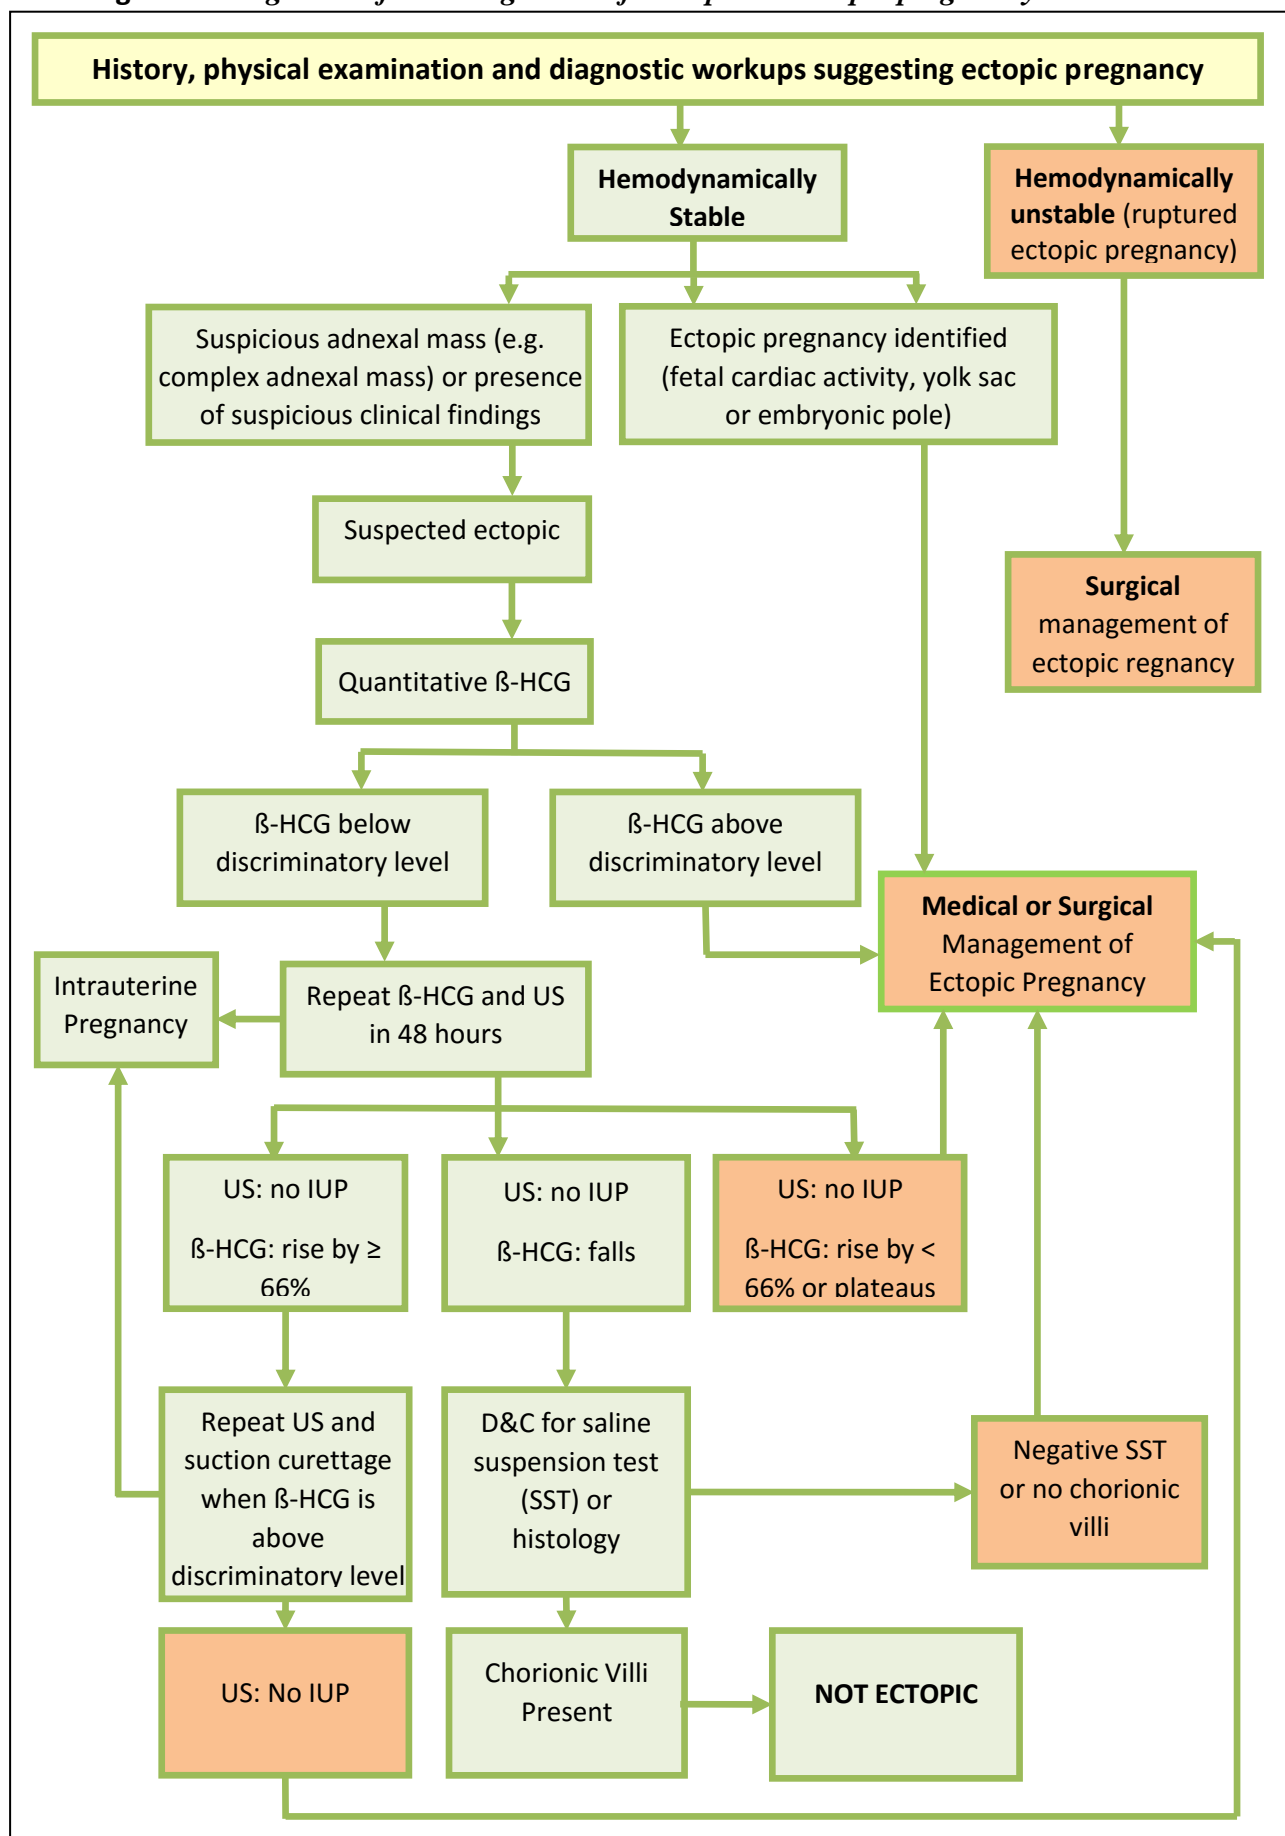 History, physical examination and diagnostic workups suggesting ectopic pregnancy
Hemodynamically
Stable
Hemodynamically
unstable (ruptured
ectopic pregnancy)
Suspicious adnexal mass (e.g.
complex adnexal mass) or presence
of suspicious clinical findings
Ectopic pregnancy identified
(fetal cardiac activity, yolk sac
or embryonic pole)
Suspected ectopic
Surgical
management of
ectopic regnancy
Quantitative ß-HCG
ß-HCG below
discriminatory level
ß-HCG above
discriminatory level
Medical or Surgical
Management of
Ectopic Pregnancy
Intrauterine
Pregnancy
Repeat ß-HCG and US
in 48 hours
US: no IUP
ß-HCG: rise by ≥
66%
US: no IUP
ß-HCG: falls
US: no IUP
ß-HCG: rise by <
66% or plateaus
Repeat US and
suction curettage
when ß-HCG is
above
discriminatory level
D&C for saline
suspension test
(SST) or
histology
Negative SST
or no chorionic
villi
US: No IUP
Chorionic Villi
Present
NOT ECTOPIC